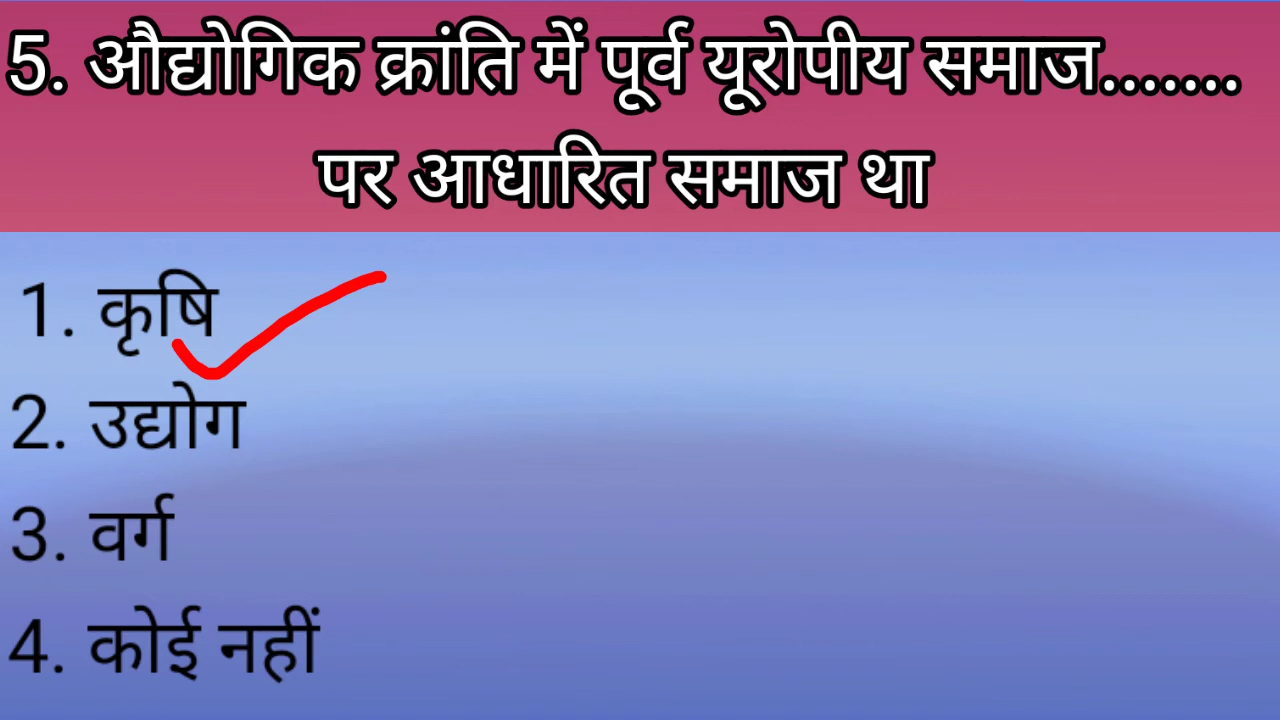 5. औद्योगिक क्रांति में पूर्व यूरोपीय समाज.......
पर आधारित समाज था
1. कृषि
2. उद्योग
3. वर्ग
4. कोई नहीं